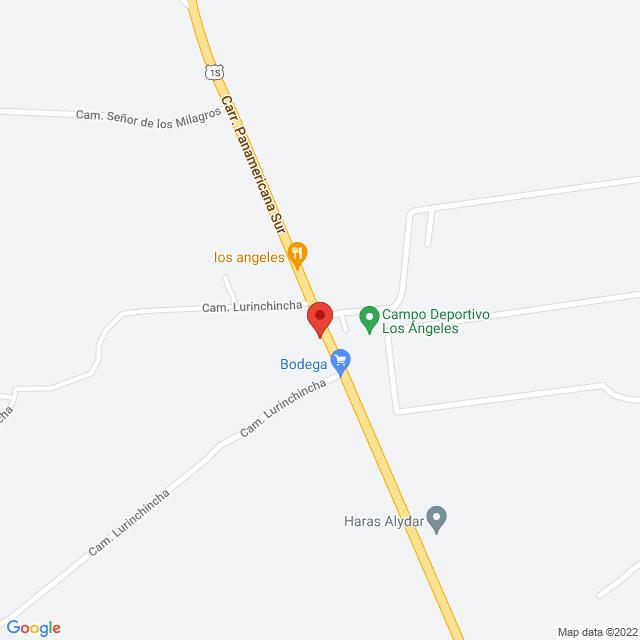 1S
Cam. Señor de los Milagros
Carr. Panamericana Sur
los angeles
Cam. Lurinchincha
Campo Deportivo
Los Ángeles
Bodega
Cam. Lurinchincha
cha
Cam. Lurinchincha
Haras Alydar
Google
Map data ©2022